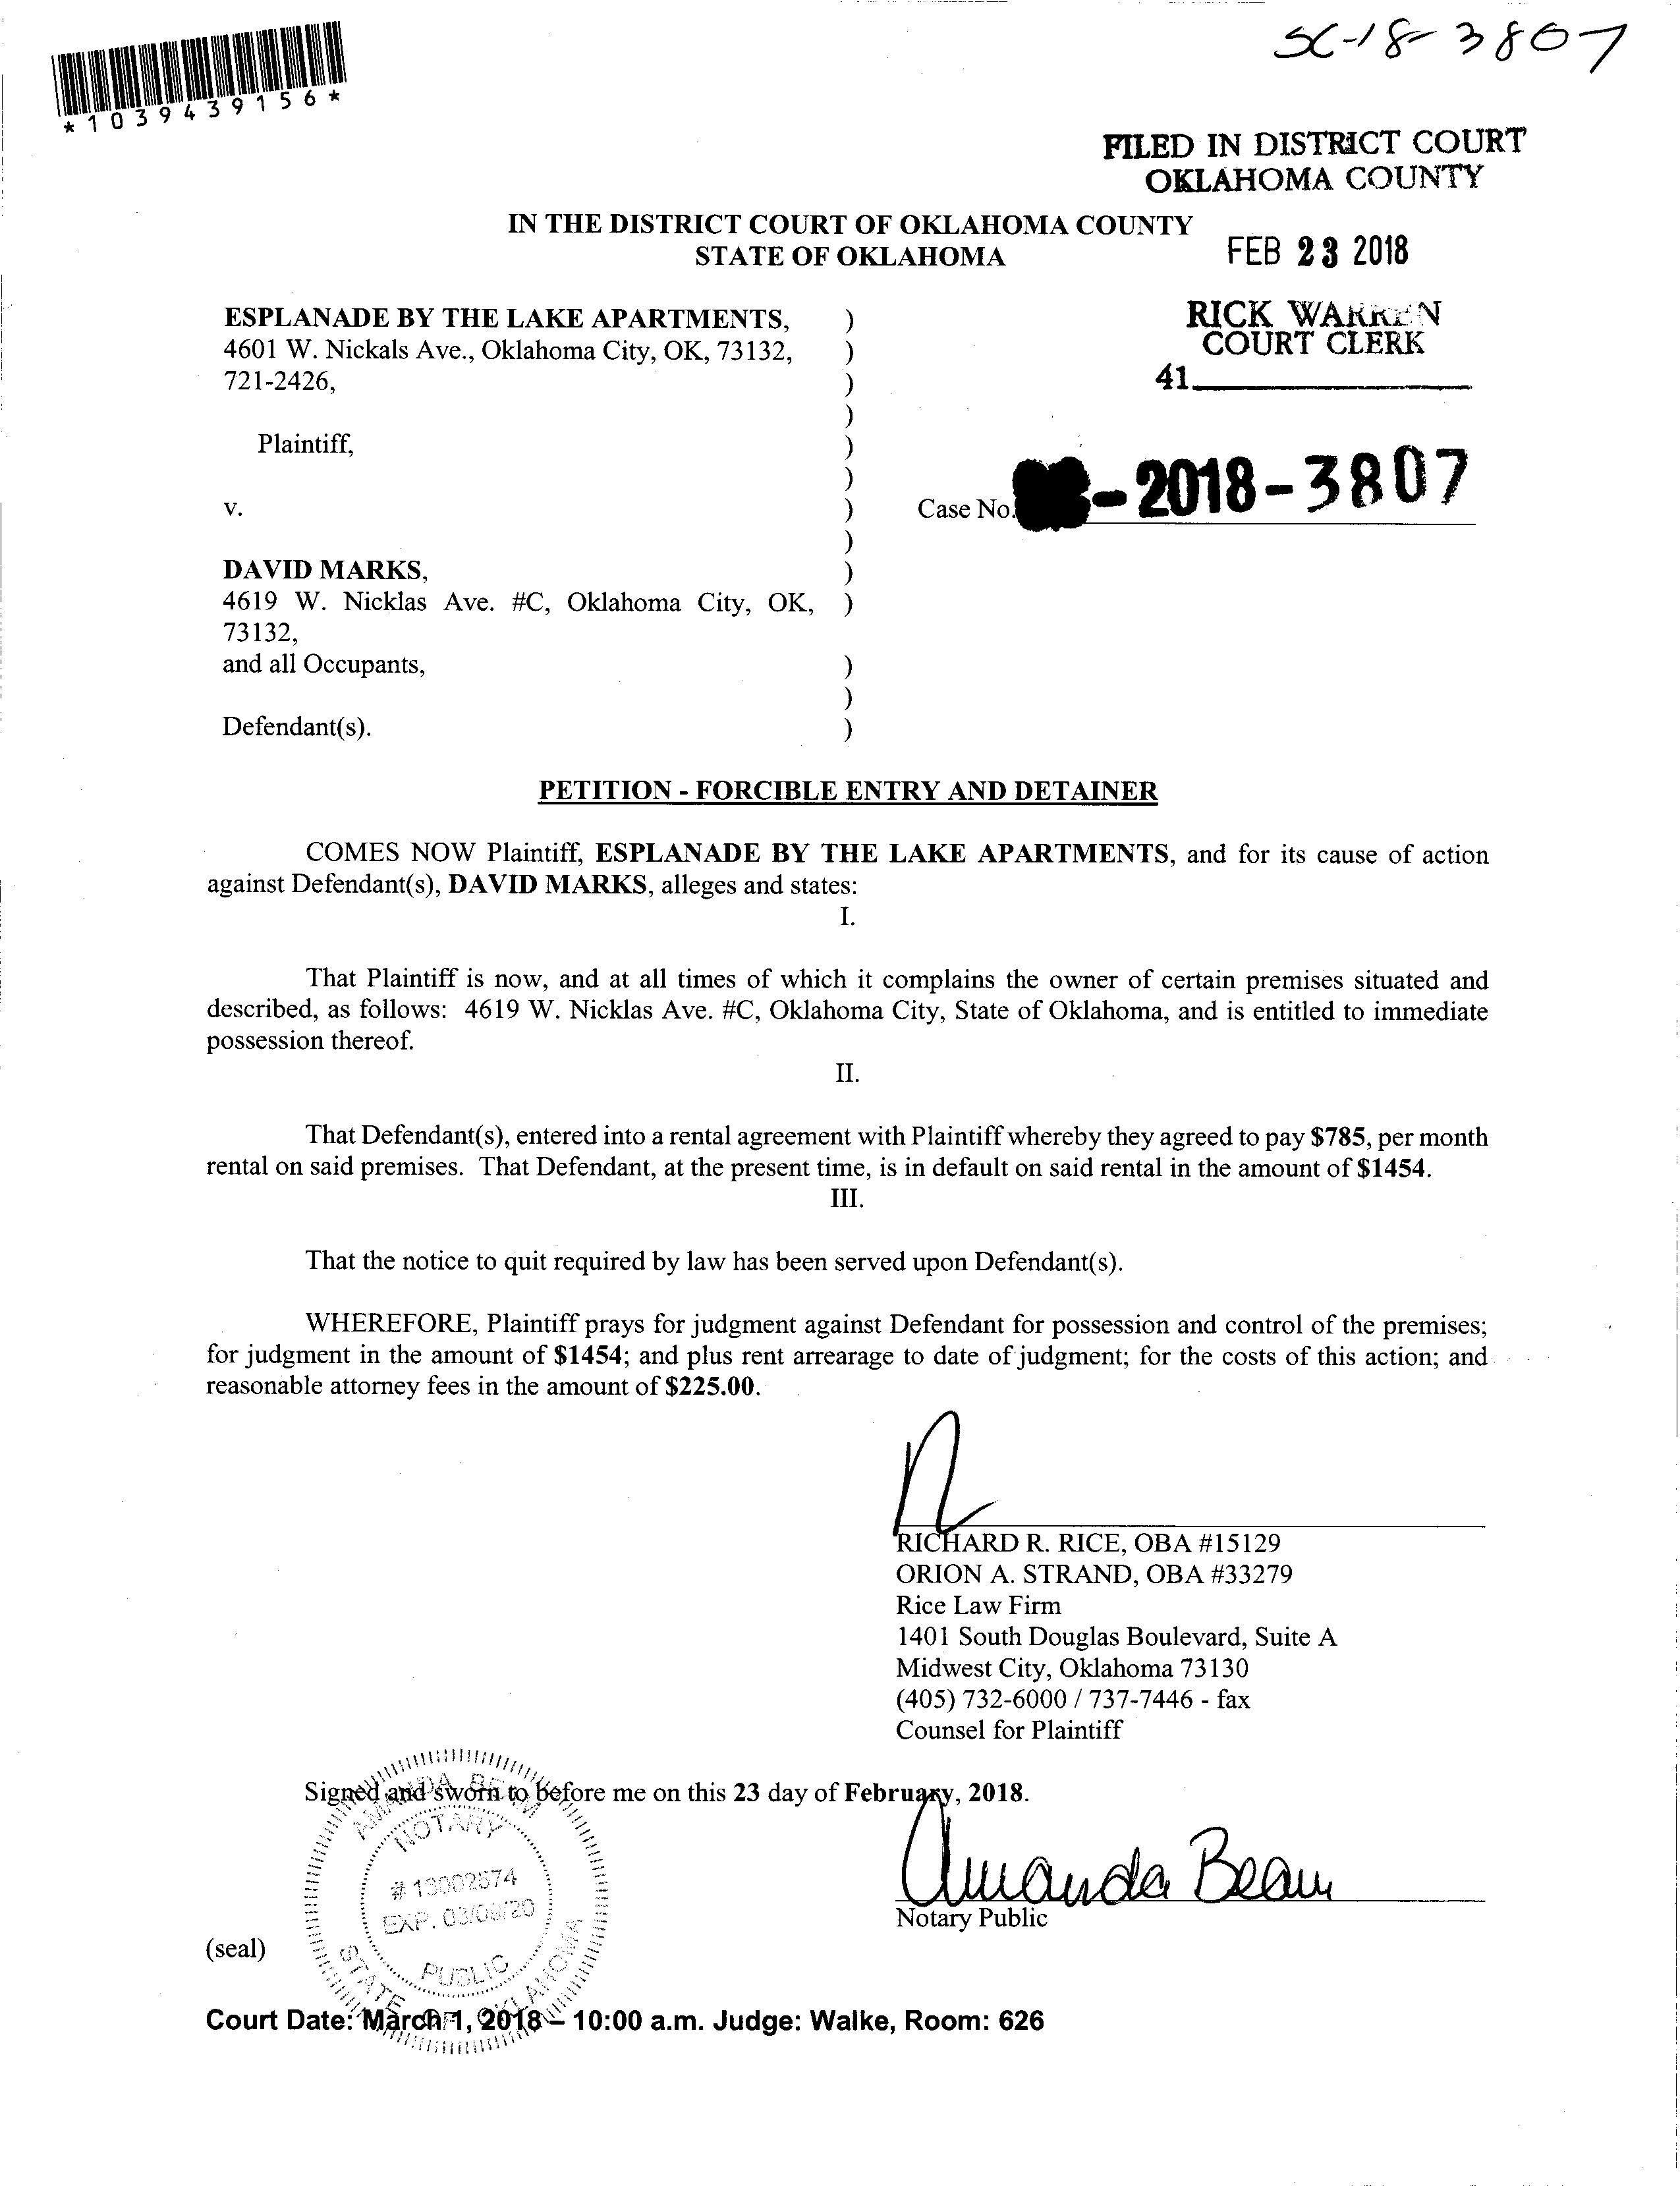 SC-18-3807
*1039439156*
FILED IN DISTRICT COURT
OKLAHOMA COUNTY
IN THE DISTRICT COURT OF OKLAHOMA COUNTY
STATE OF OKLAHOMA
FEB 23 2018
RICK WARREN
COURT CLERK
41
ESPLANADE BY THE LAKE APARTMENTS, )
4601 W. Nickals Ave., Oklahoma City, OK, 73132, )
721-2426, )
)
Plaintiff, )
)
v. )
Case No. -2018-3807
)
DAVID MARKS, )
4619 W. Nicklas Ave. #C, Oklahoma City, OK, )
73132,
and all Occupants, )
)
Defendant(s). )
PETITION - FORCIBLE ENTRY AND DETAINER
COMES NOW Plaintiff, ESPLANADE BY THE LAKE APARTMENTS, and for its cause of action
against Defendant(s), DAVID MARKS, alleges and states:
I.
That Plaintiff is now, and at all times of which it complains the owner of certain premises situated and
described, as follows: 4619 W. Nicklas Ave. #C, Oklahoma City, State of Oklahoma, and is entitled to immediate
possession thereof.
II.
That Defendant(s), entered into a rental agreement with Plaintiff whereby they agreed to pay $785, per month
rental on said premises. That Defendant, at the present time, is in default on said rental in the amount of $1454.
III.
That the notice to quit required by law has been served upon Defendant(s).
WHEREFORE, Plaintiff prays for judgment against Defendant for possession and control of the premises;
for judgment in the amount of $1454; and plus rent arrearage to date of judgment; for the costs of this action; and
reasonable attorney fees in the amount of $225.00.
RICHARD R. RICE, OBA #15129
ORION A. STRAND, OBA #33279
Rice Law Firm
1401 South Douglas Boulevard, Suite A
Midwest City, Oklahoma 73130
(405) 732-6000 / 737-7446 - fax
Counsel for Plaintiff
Signed and sworn to before me on this 23 day of February, 2018.
AMANDA BEAM
NOTARY
# 13002574
EXP. 03/06/20
PUBLIC
STATE OF OKLAHOMA
Amanda Beam
Notary Public
(seal)
Court Date: March 1, 2018 – 10:00 a.m. Judge: Walke, Room: 626